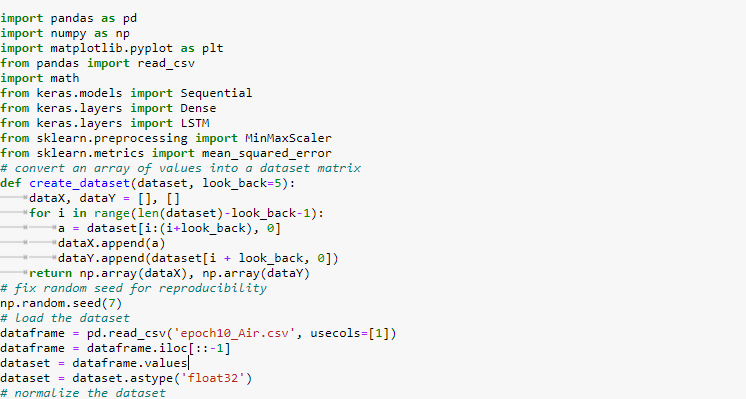 import pandas as pd
import numpy as np
import matplotlib.pyplot as plt
from pandas import read_csv
import math
from keras.models import Sequential
from keras.layers import Dense
from keras.layers import LSTM
from sklearn.preprocessing import MinMaxScaler
from sklearn.metrics import mean_squared_error
# convert an array of values into a dataset matrix
def create_dataset(dataset, look_back=5):
    dataX, dataY = [], []
    for i in range(len(dataset)-look_back-1):
        a = dataset[i:(i+look_back), 0]
        dataX.append(a)
        dataY.append(dataset[i + look_back, 0])
    return np.array(dataX), np.array(dataY)
# fix random seed for reproducibility
np.random.seed(7)
# load the dataset
dataframe = pd.read_csv('epoch10_Air.csv', usecols=[1])
dataframe = dataframe.iloc[::-1]
dataset = dataframe.values
dataset = dataset.astype('float32')
# normalize the dataset